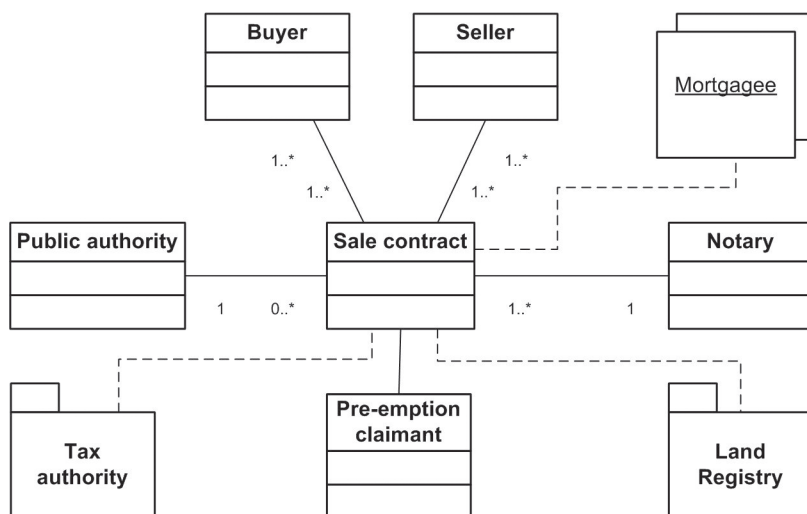 Buyer
Seller
Mortgagee
1..*
1..*
1..*
1..*
Public authority
Sale contract
Notary
1
0..*
1..*
1
Tax
authority
Pre-emption
claimant
Land
Registry